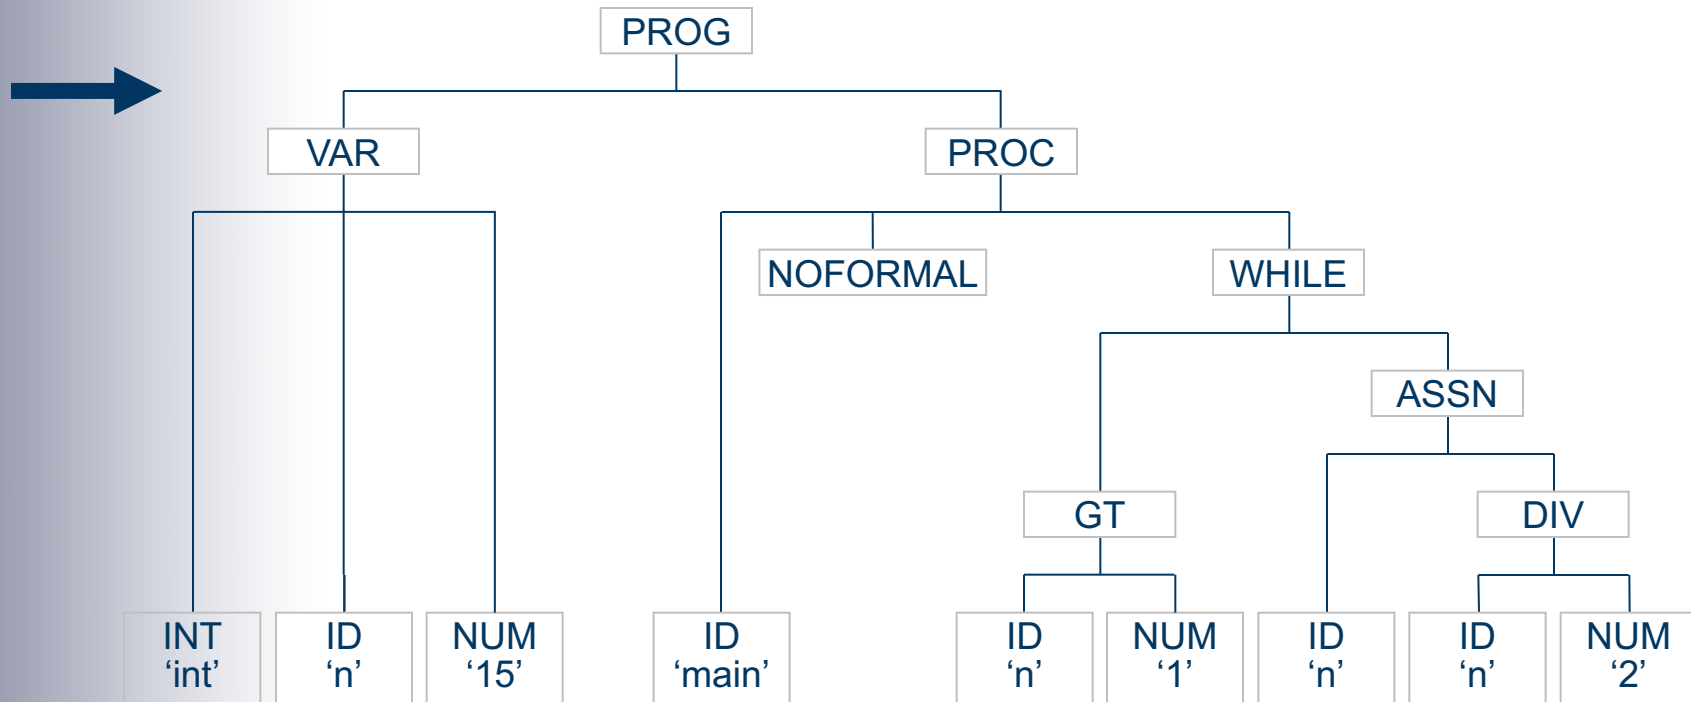 PROG
VAR
PROC
NOFORMAL
WHILE
ASSN
GT
DIV
INT
‘int’
ID
‘n’
NUM
‘15’
ID
‘main’
ID
‘n’
NUM
‘1’
ID
‘n’
ID
‘n’
NUM
‘2’